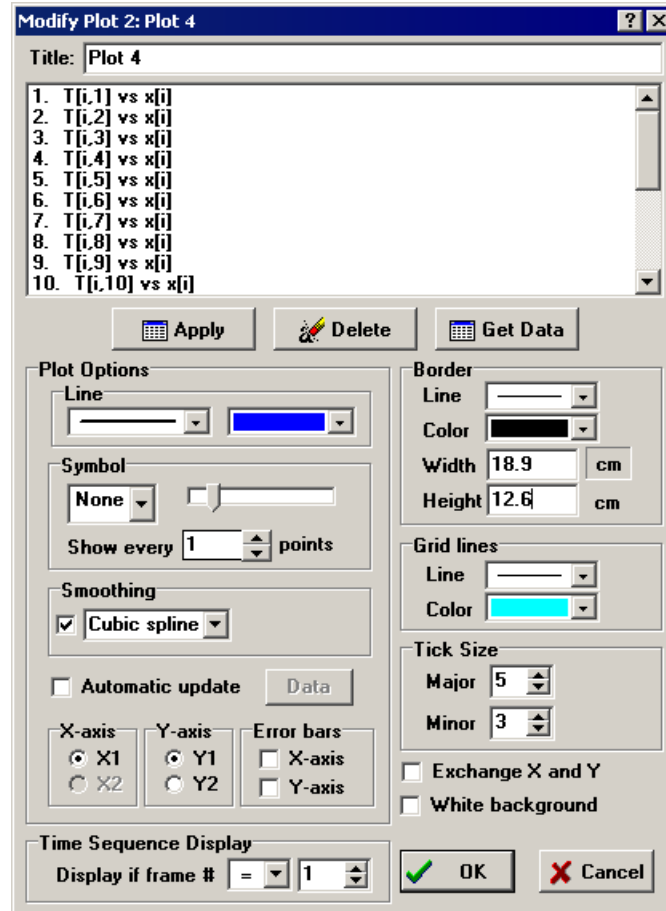 Modify Plot 2: Plot 4
Title: Plot 4
1. T[i,1] vs x[i]
2. T[i,2] vs x[i]
3. T[i,3] vs x[i]
4. T[i,4] vs x[i]
5. T[i,5] vs x[i]
6. T[i,6] vs x[i]
7. T[i,7] vs x[i]
8. T[i,8] vs x[i]
9. T[i,9] vs x[i]
10. T[i,10] vs x[i]
Apply Delete Get Data
Plot Options
Line
Symbol
None
Show every 1 points
Smoothing
Cubic spline
Automatic update Data
X-axis
X1
X2
Y-axis
Y1
Y2
Error bars
X-axis
Y-axis
Time Sequence Display
Display if frame # = 1
Border
Line
Color
Width 18.9 cm
Height 12.6 cm
Grid lines
Line
Color
Tick Size
Major 5
Minor 3
Exchange X and Y
White background
OK Cancel